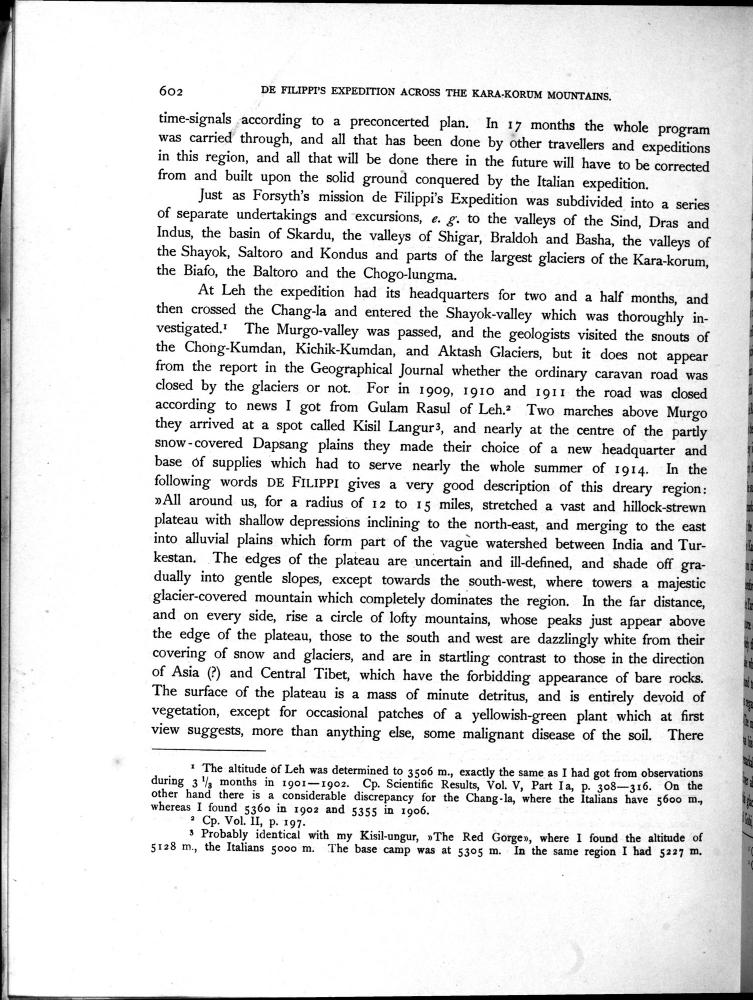 602 DE FILIPPI'S EXPEDITION ACROSS THE KARA-KORUM MOUNTAINS.
time-signals according to a preconcerted plan. In 17 months the whole program
was carried through, and all that has been done by other travellers and expeditions
in this region, and all that will be done there in the future will have to be corrected
from and built upon the solid ground conquered by the Italian expedition.
Just as Forsyth's mission de Filippi's Expedition was subdivided into a series
of separate undertakings and excursions, e. g. to the valleys of the Sind, Dras and
Indus, the basin of Skardu, the valleys of Shigar, Braldoh and Basha, the valleys of
the Shayok, Saltoro and Kondus and parts of the largest glaciers of the Kara-korum,
the Biafo, the Baltoro and the Chogo-lungma.
At Leh the expedition had its headquarters for two and a half months, and
then crossed the Chang-la and entered the Shayok-valley which was thoroughly in-
vestigated.¹ The Murgo-valley was passed, and the geologists visited the snouts of
the Chong-Kumdan, Kichik-Kumdan, and Aktash Glaciers, but it does not appear
from the report in the Geographical Journal whether the ordinary caravan road was
closed by the glaciers or not. For in 1909, 1910 and 1911 the road was closed
according to news I got from Gulam Rasul of Leh.² Two marches above Murgo
they arrived at a spot called Kisil Langur³, and nearly at the centre of the partly
snow-covered Dapsang plains they made their choice of a new headquarter and
base of supplies which had to serve nearly the whole summer of 1914. In the
following words DE FILIPPI gives a very good description of this dreary region:
»All around us, for a radius of 12 to 15 miles, stretched a vast and hillock-strewn
plateau with shallow depressions inclining to the north-east, and merging to the east
into alluvial plains which form part of the vague watershed between India and Tur-
kestan. The edges of the plateau are uncertain and ill-defined, and shade off gra-
dually into gentle slopes, except towards the south-west, where towers a majestic
glacier-covered mountain which completely dominates the region. In the far distance,
and on every side, rise a circle of lofty mountains, whose peaks just appear above
the edge of the plateau, those to the south and west are dazzlingly white from their
covering of snow and glaciers, and are in startling contrast to those in the direction
of Asia (?) and Central Tibet, which have the forbidding appearance of bare rocks.
The surface of the plateau is a mass of minute detritus, and is entirely devoid of
vegetation, except for occasional patches of a yellowish-green plant which at first
view suggests, more than anything else, some malignant disease of the soil. There
¹ The altitude of Leh was determined to 3506 m., exactly the same as I had got from observations
during 3 ⅓ months in 1901—1902. Cp. Scientific Results, Vol. V, Part Ia, p. 308—316. On the
other hand there is a considerable discrepancy for the Chang-la, where the Italians have 5600 m.,
whereas I found 5360 in 1902 and 5355 in 1906.
² Cp. Vol. II, p. 197.
³ Probably identical with my Kisil-ungur, »The Red Gorge», where I found the altitude of
5128 m., the Italians 5000 m. The base camp was at 5305 m. In the same region I had 5227 m.